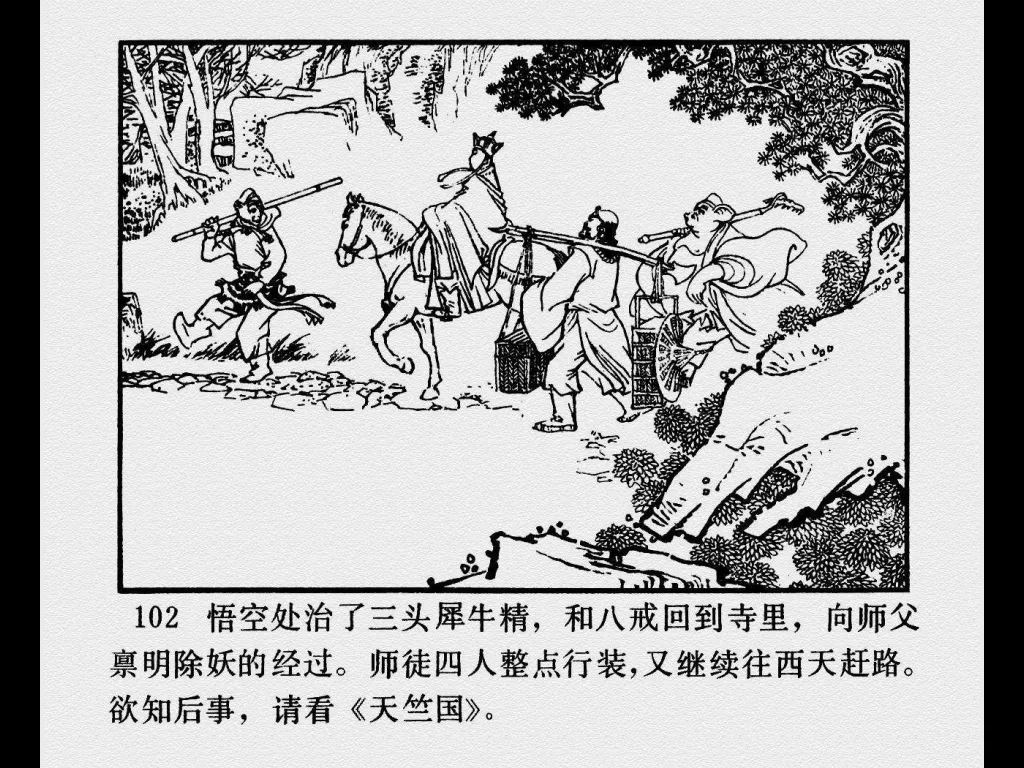 102 悟空处治了三头犀牛精，和八戒回到寺里，向师父
禀明除妖的经过。师徒四人整点行装，又继续往西天赶路。
欲知后事，请看《天竺国》。